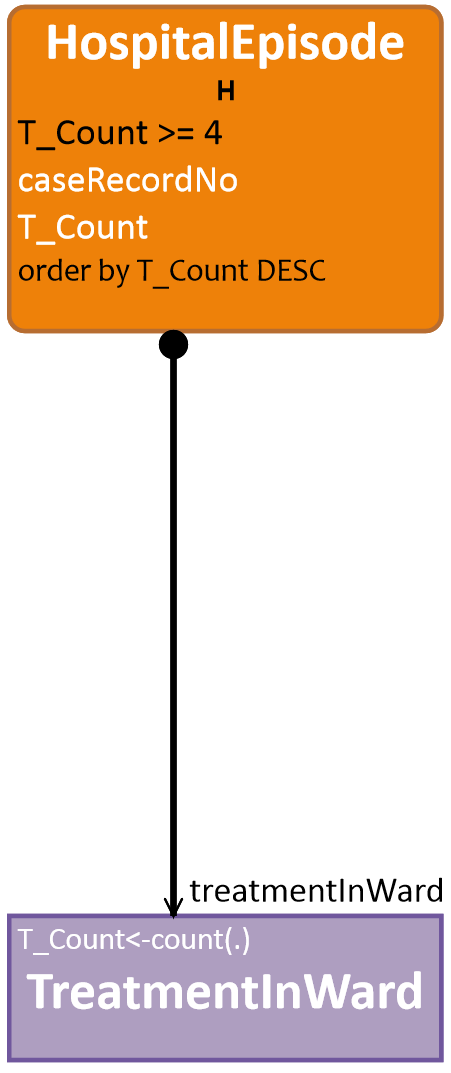 HospitalEpisode
H
T_Count >= 4
caseRecordNo
T_Count
order by T_Count DESC
treatmentInWard
T_Count<-count(.)
TreatmentInWard